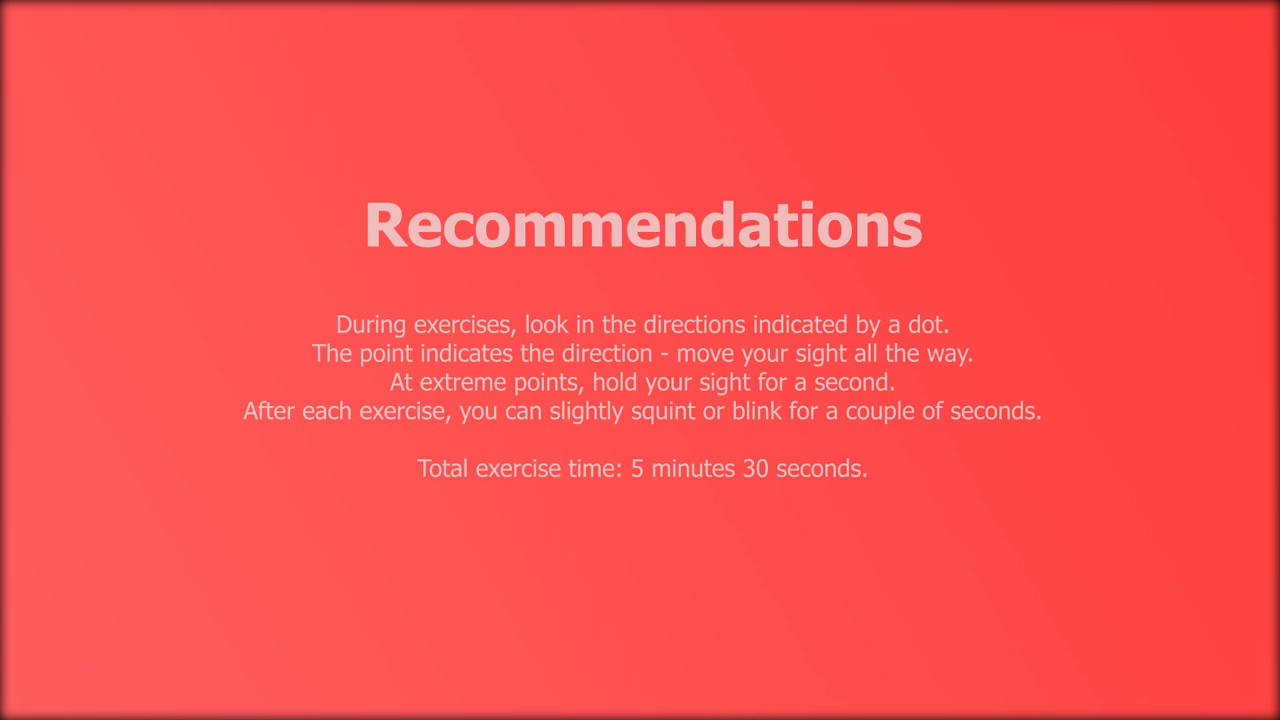 Recommendations
During exercises, look in the directions indicated by a dot.
The point indicates the direction - move your sight all the way.
At extreme points, hold your sight for a second.
After each exercise, you can slightly squint or blink for a couple of seconds.
Total exercise time: 5 minutes 30 seconds.